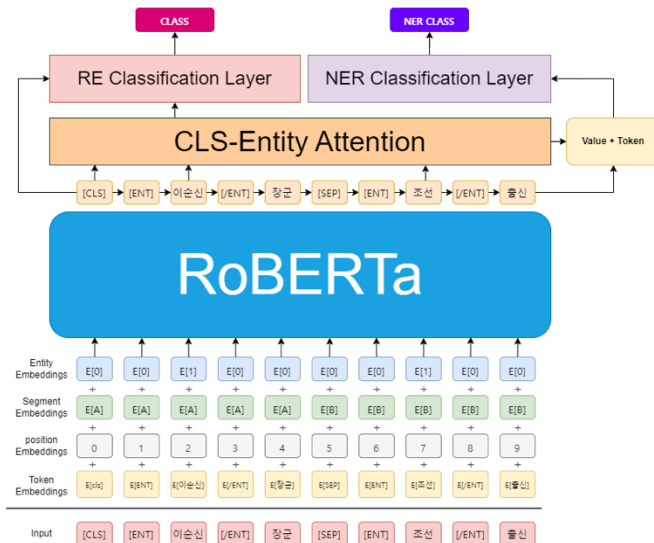 CLASS NER CLASS
RE Classification Layer NER Classification Layer
CLS-Entity Attention Value + Token
[CLS] [ENT] 이순신 [/ENT] 장군 [SEP] [ENT] 조선 [/ENT] 출신
RoBERTa
Entity
Embeddings
E[0] E[0] E[1] E[0] E[0] E[0] E[0] E[1] E[0] E[0]
+ + + + + + + + + +
Segment
Embeddings
E[A] E[A] E[A] E[A] E[A] E[B] E[B] E[B] E[B] E[B]
+ + + + + + + + + +
position
Embeddings
0 1 2 3 4 5 6 7 8 9
+ + + + + + + + + +
Token
Embeddings
E[cls] E[ENT] E[이순신] E[/ENT] E[장군] E[SEP] E[ENT] E[조선] E[/ENT] E[출신]
Input [CLS] [ENT] 이순신 [/ENT] 장군 [SEP] [ENT] 조선 [/ENT] 출신